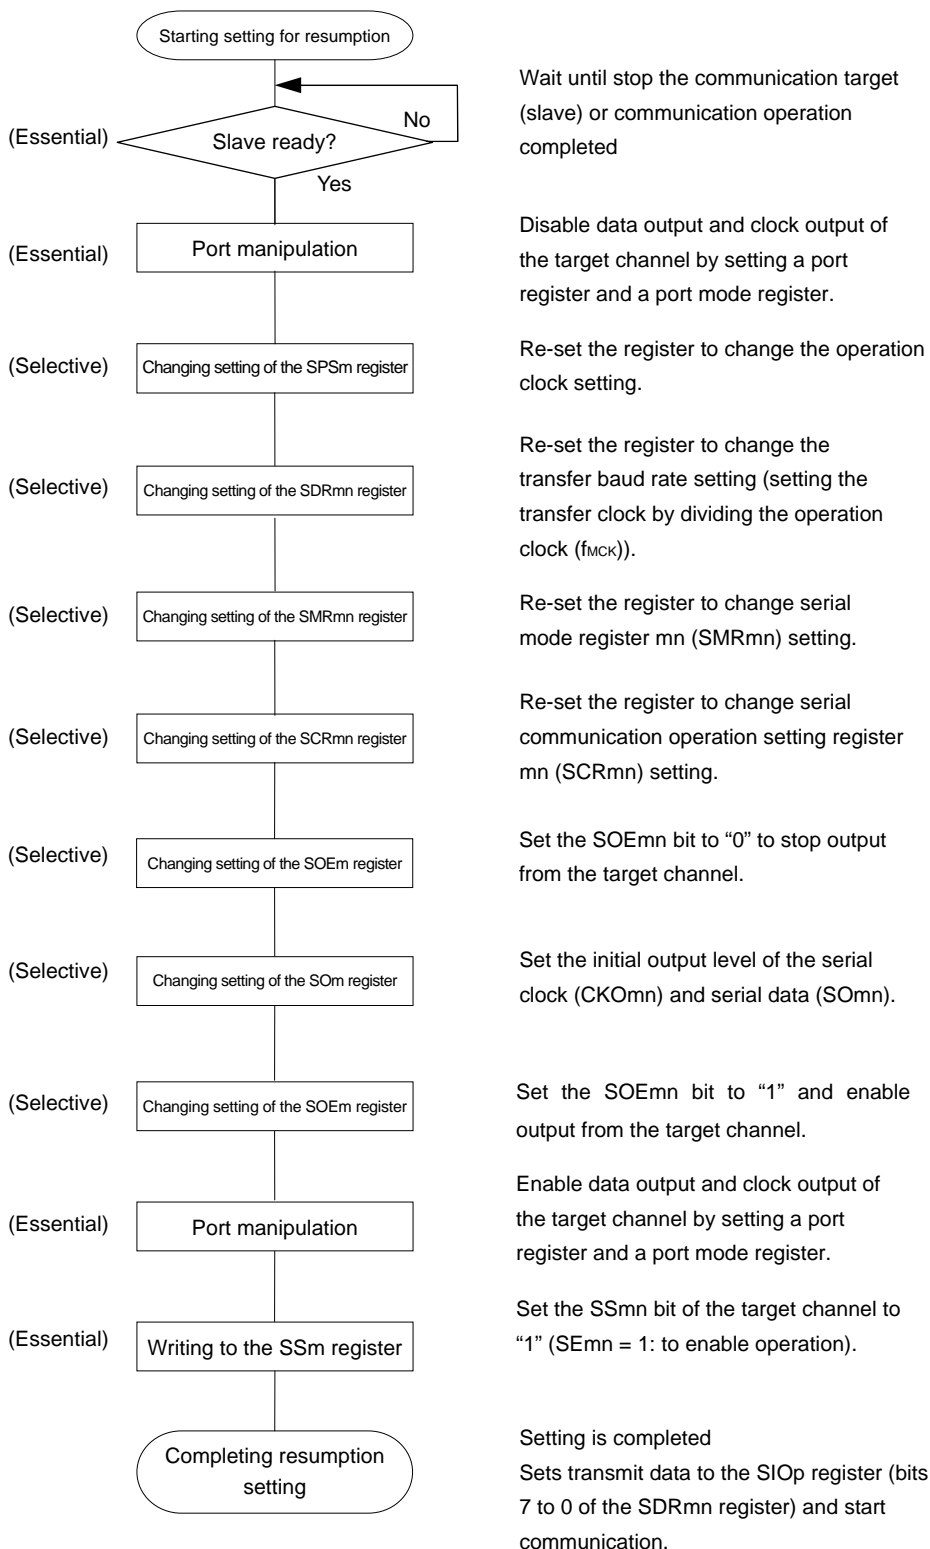 Starting setting for resumption
Wait until stop the communication target
(slave) or communication operation
completed
(Essential)
Slave ready?
No
Yes
(Essential)
Port manipulation
Disable data output and clock output of
the target channel by setting a port
register and a port mode register.
(Selective)
Changing setting of the SPSm register
Re-set the register to change the operation
clock setting.
(Selective)
Changing setting of the SDRmn register
Re-set the register to change the
transfer baud rate setting (setting the
transfer clock by dividing the operation
clock (fMCK)).
(Selective)
Changing setting of the SMRmn register
Re-set the register to change serial
mode register mn (SMRmn) setting.
(Selective)
Changing setting of the SCRmn register
Re-set the register to change serial
communication operation setting register
mn (SCRmn) setting.
(Selective)
Changing setting of the SOEm register
Set the SOEmn bit to “0” to stop output
from the target channel.
(Selective)
Changing setting of the SOm register
Set the initial output level of the serial
clock (CKOmn) and serial data (SOmn).
(Selective)
Changing setting of the SOEm register
Set the SOEmn bit to “1” and enable
output from the target channel.
(Essential)
Port manipulation
Enable data output and clock output of
the target channel by setting a port
register and a port mode register.
(Essential)
Writing to the SSm register
Set the SSmn bit of the target channel to
“1” (SEmn = 1: to enable operation).
Completing resumption
setting
Setting is completed
Sets transmit data to the SIOp register (bits
7 to 0 of the SDRmn register) and start
communication.